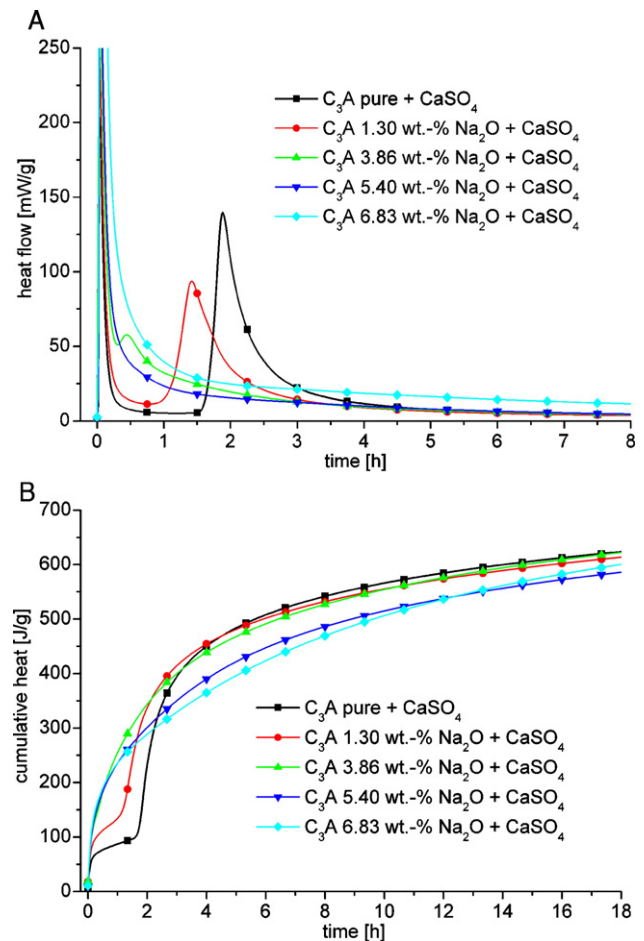 A
250
200
150
100
50
0
heat flow [mW/g]
C₃A pure + CaSO₄
C₃A 1.30 wt.-% Na₂O + CaSO₄
C₃A 3.86 wt.-% Na₂O + CaSO₄
C₃A 5.40 wt.-% Na₂O + CaSO₄
C₃A 6.83 wt.-% Na₂O + CaSO₄
0 1 2 3 4 5 6 7 8
time [h]
B
700
600
500
400
300
200
100
0
cumulative heat [J/g]
C₃A pure + CaSO₄
C₃A 1.30 wt.-% Na₂O + CaSO₄
C₃A 3.86 wt.-% Na₂O + CaSO₄
C₃A 5.40 wt.-% Na₂O + CaSO₄
C₃A 6.83 wt.-% Na₂O + CaSO₄
0 2 4 6 8 10 12 14 16 18
time [h]